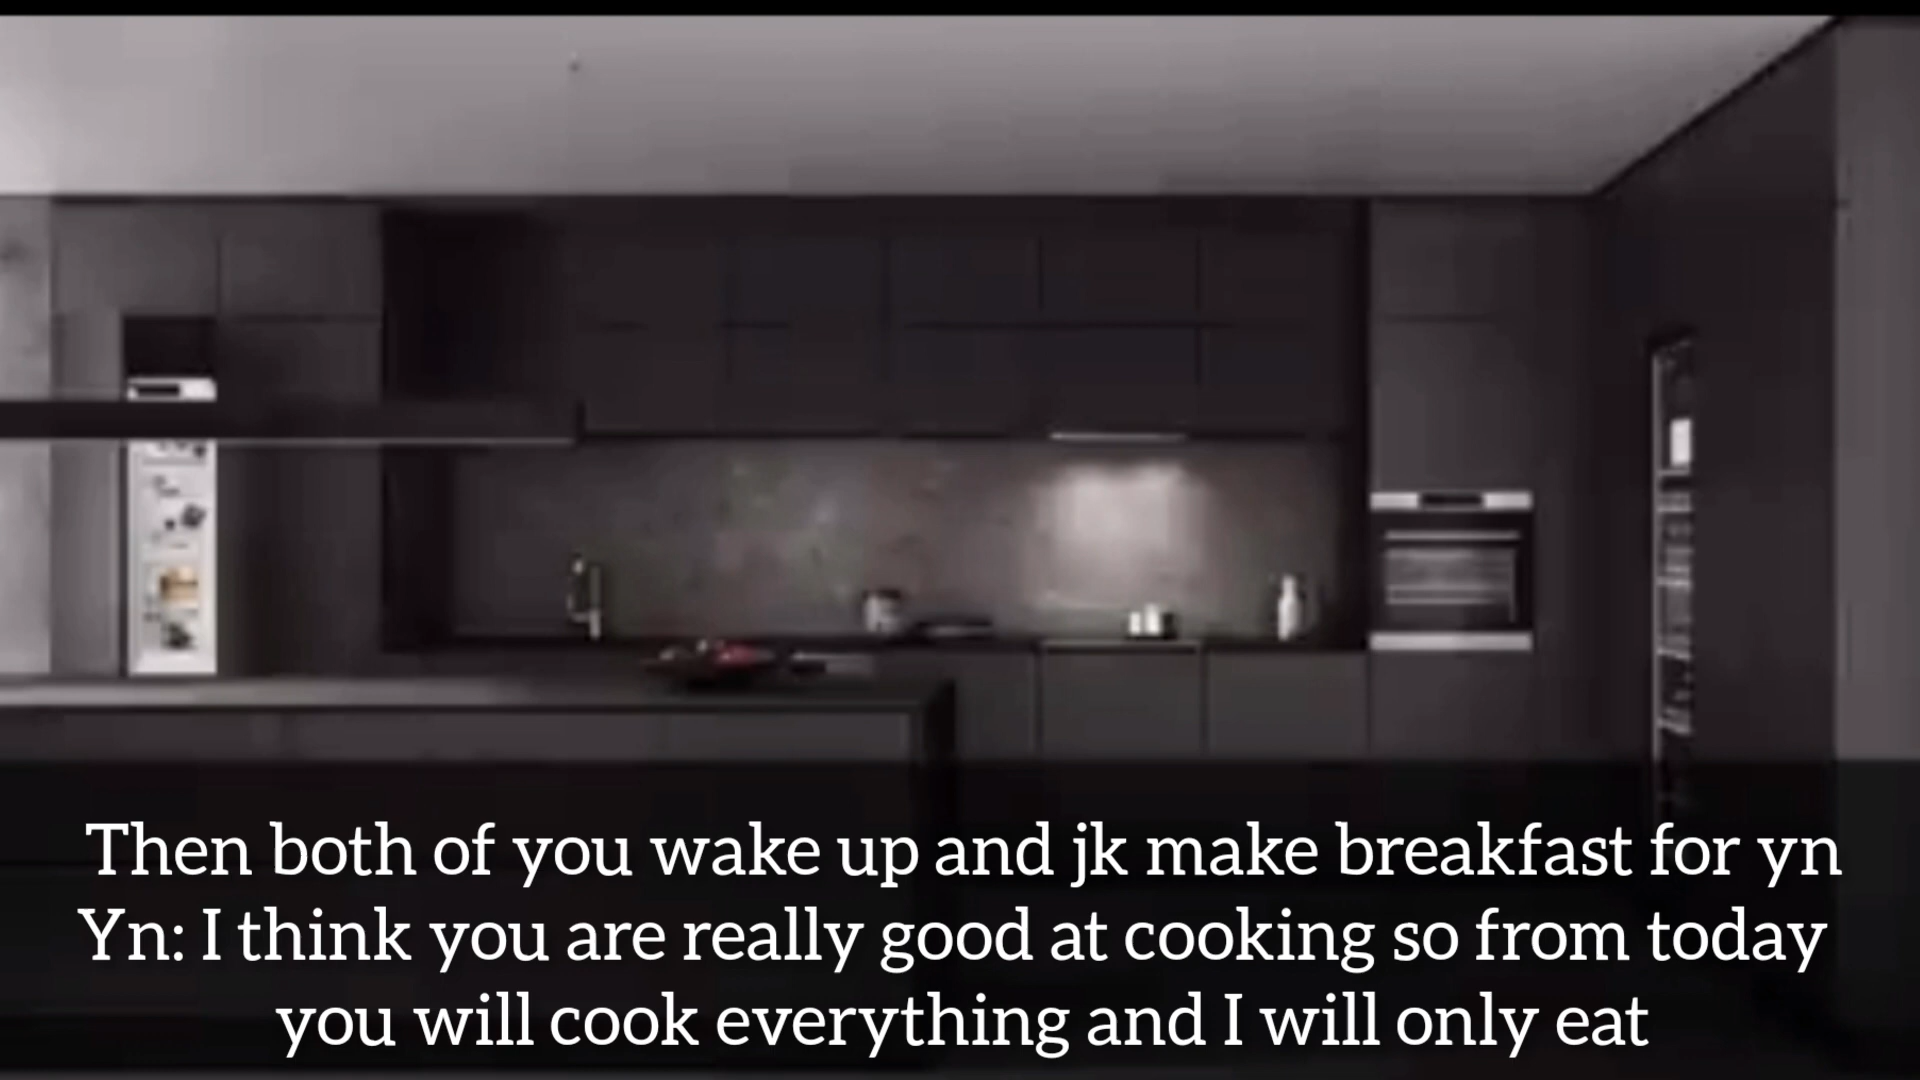 Then both of you wake up and jk make breakfast for yn
Yn: I think you are really good at cooking so from today
you will cook everything and I will only eat